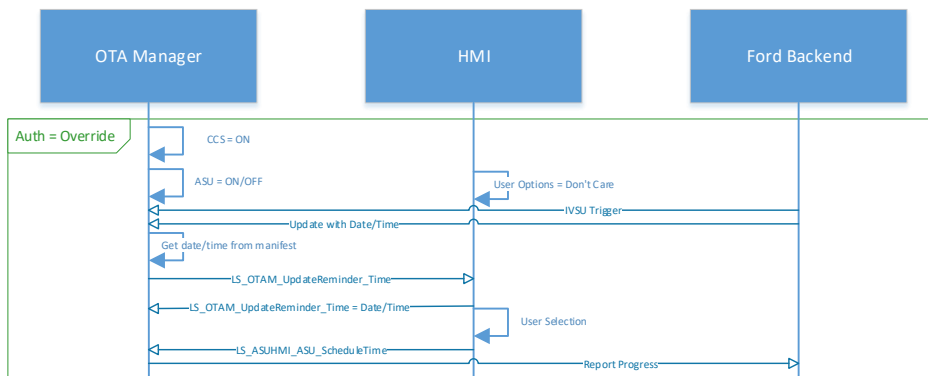 OTA Manager
HMI
Ford Backend
Auth = Override
CCS = ON
ASU = ON/OFF
User Options = Don't Care
IVSU Trigger
Update with Date/Time
Get date/time from manifest
LS_OTAM_UpdateReminder_Time
LS_OTAM_UpdateReminder_Time = Date/Time
User Selection
LS_ASUHMI_ASU_ScheduleTime
Report Progress